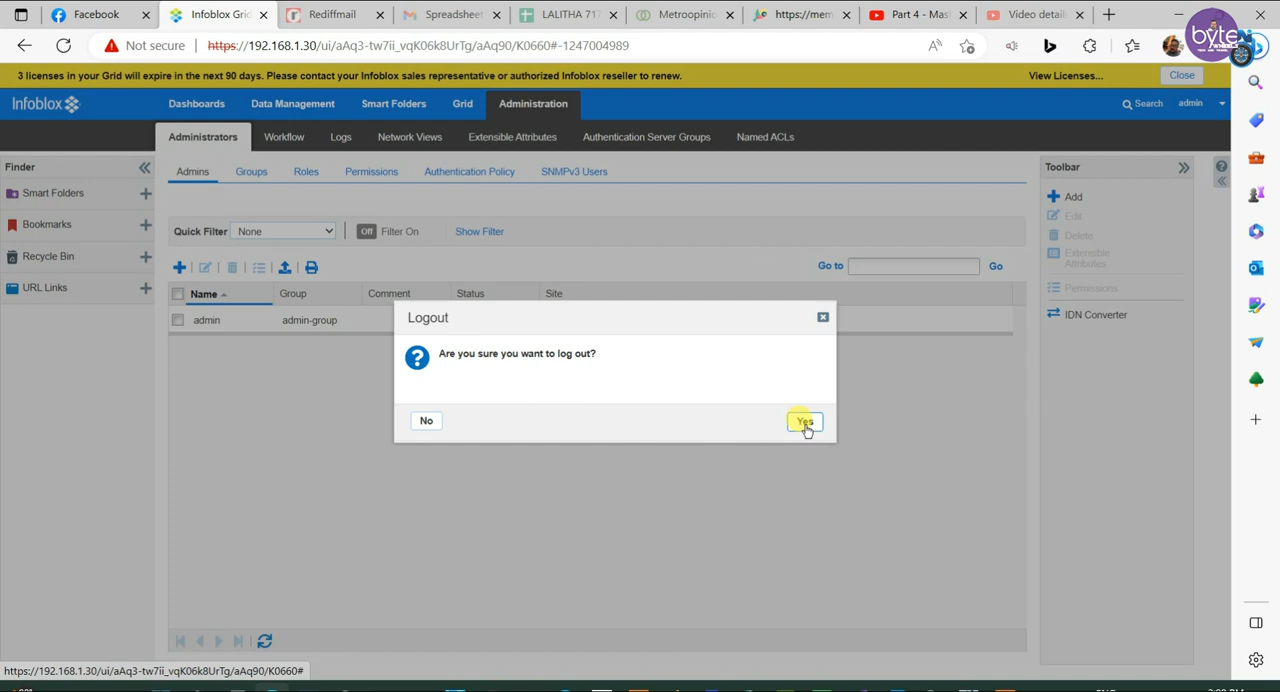 Facebook
Infoblox Gri
Rediffmail
Spreadsheet
LALITHA 717
Metroopinio
https://mem
Part 4 - Mas
Video detail
Not secure
https://192.168.1.30/ui/aAq3-tw7ii_vqK06k8UrTg/aAq90/K0660#-1247004989
byte
3 licenses in your Grid will expire in the next 90 days. Please contact your Infoblox sales representative or authorized Infoblox reseller to renew.
View Licenses...
Close
Infoblox
Dashboards
Data Management
Smart Folders
Grid
Administration
Search
admin
Administrators
Workflow
Logs
Network Views
Extensible Attributes
Authentication Server Groups
Named ACLs
Finder
Smart Folders
Bookmarks
Recycle Bin
URL Links
Admins
Groups
Roles
Permissions
Authentication Policy
SNMPv3 Users
Quick Filter
None
Off
Filter On
Show Filter
Go to
Go
Name
Group
Comment
Status
Site
admin
admin-group
Logout
Are you sure you want to log out?
No
Yes
Toolbar
Add
Edit
Delete
Extensible
Attributes
Permissions
IDN Converter
https://192.168.1.30/ui/aAq3-tw7ii_vqK06k8UrTg/aAq90/K0660#